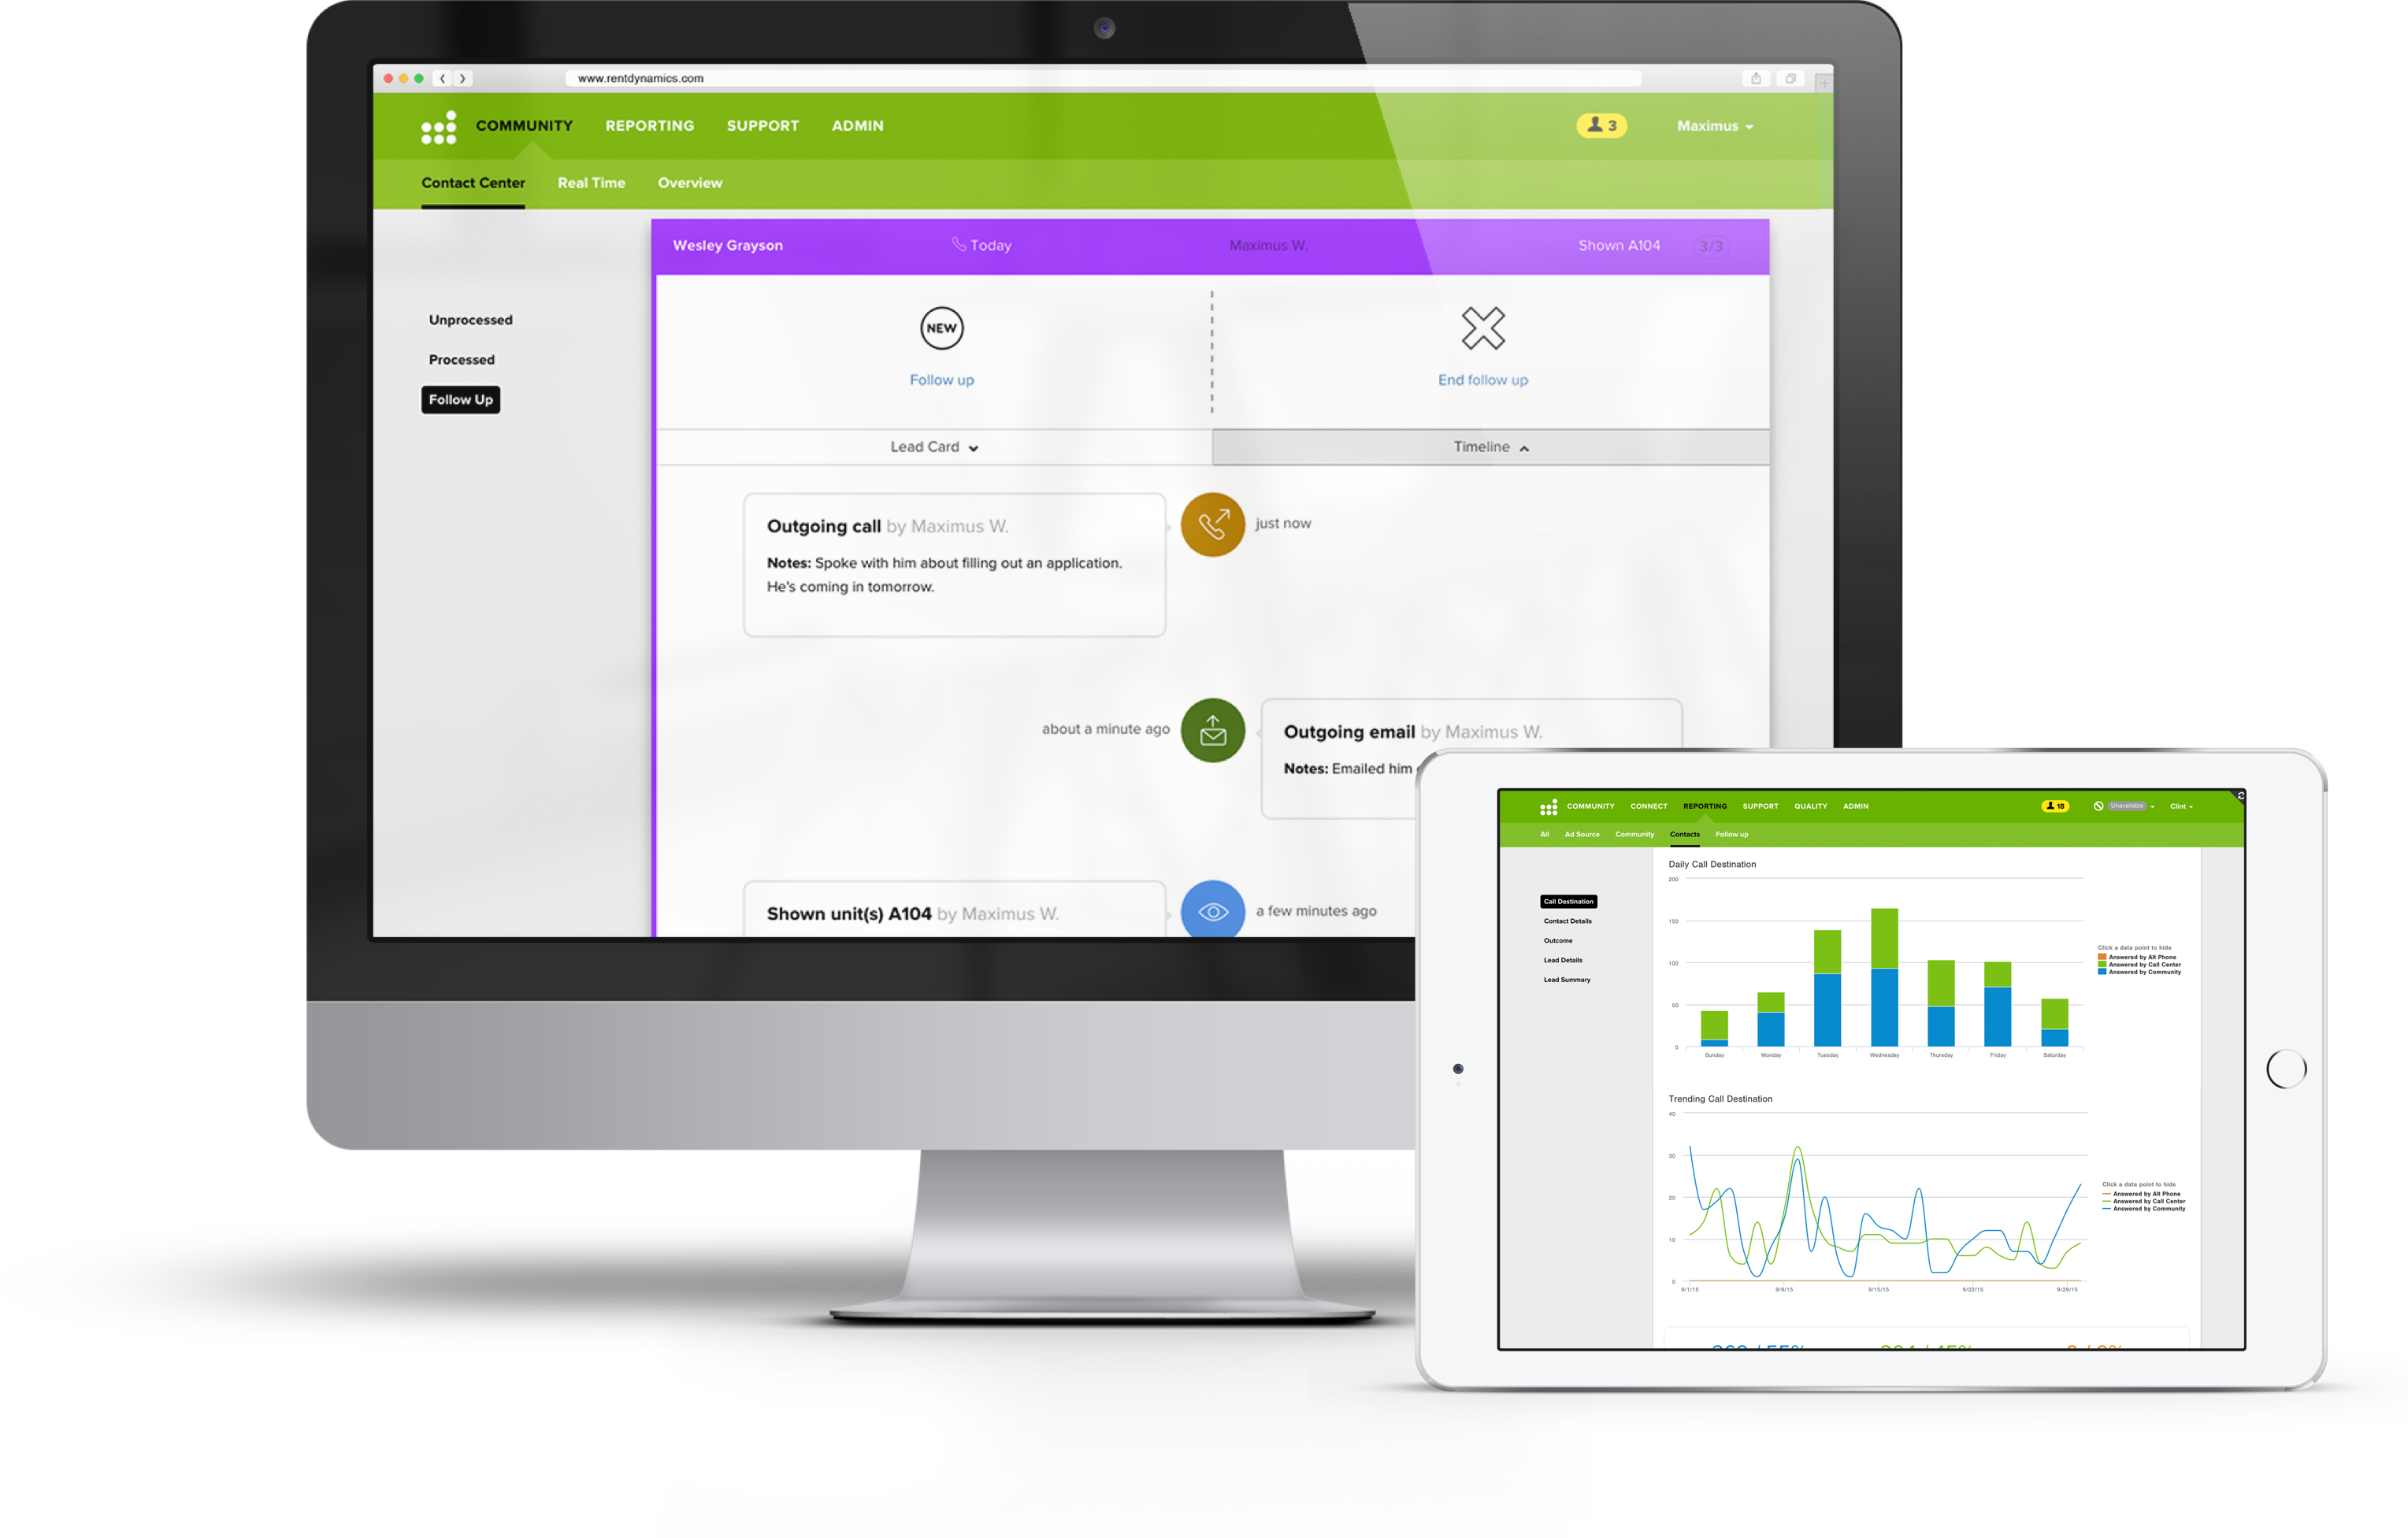 www.rentdynamics.com
COMMUNITY REPORTING SUPPORT ADMIN 3 Maximus
Contact Center Real Time Overview
Wesley Grayson Today Maximus W. Shown A104 3/3
Unprocessed
Processed
Follow Up
NEW
Follow up End follow up
Lead Card Timeline
Outgoing call by Maximus W. just now
Notes: Spoke with him about filling out an application.
He's coming in tomorrow.
about a minute ago Outgoing email by Maximus W.
Notes: Emailed him
Shown unit(s) A104 by Maximus W. a few minutes ago
COMMUNITY CONNECT REPORTING SUPPORT QUALITY ADMIN 18 Unavailable Clint
All Ad Source Community Contacts Follow up
Call Destination
Contact Details
Outcome
Lead Details
Lead Summary
Daily Call Destination
200
150
100
50
0
Sunday Monday Tuesday Wednesday Thursday Friday Saturday
Click a data point to hide
Answered by Alt Phone
Answered by Call Center
Answered by Community
Trending Call Destination
40
30
20
10
0
9/1/15 9/8/15 9/15/15 9/22/15 9/29/15
Click a data point to hide
Answered by Alt Phone
Answered by Call Center
Answered by Community